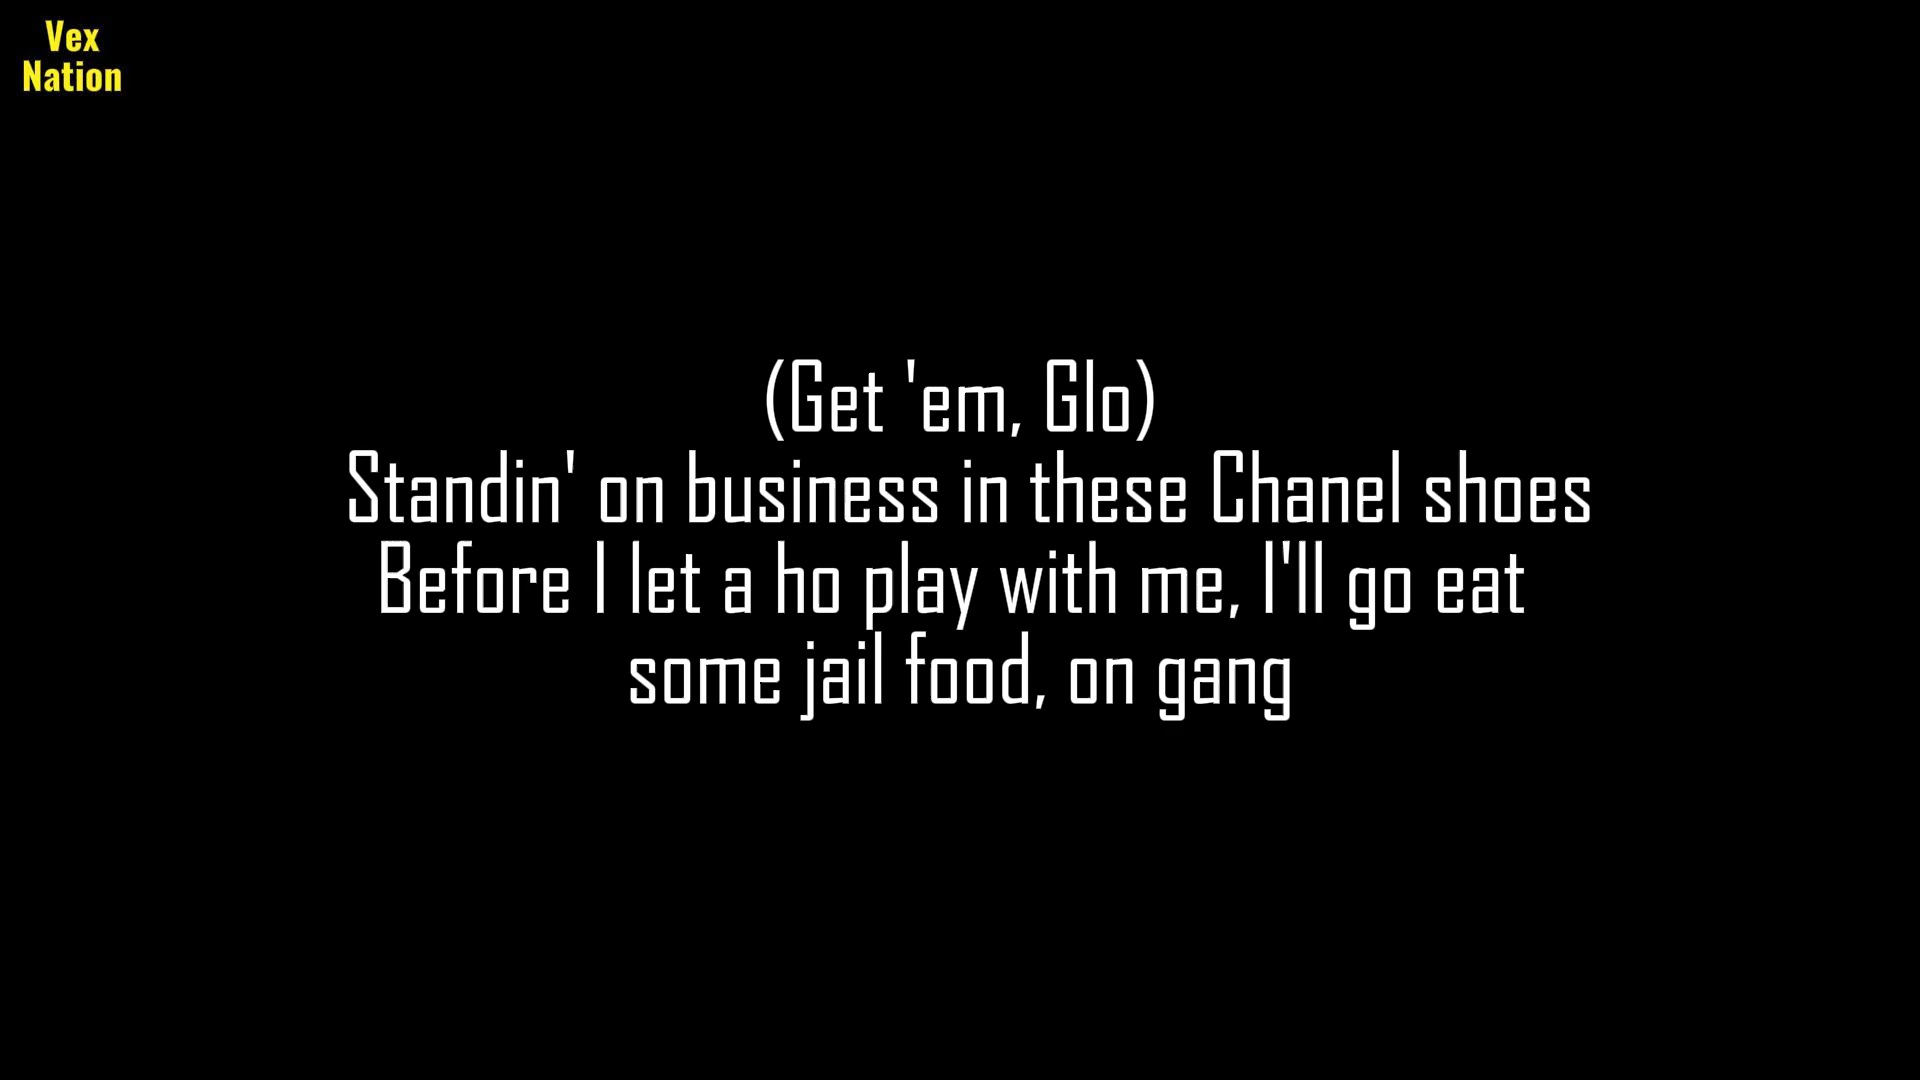 Vex
Nation
(Get 'em, Glo)
Standin' on business in these Chanel shoes
Before I let a ho play with me, I'll go eat
some jail food, on gang